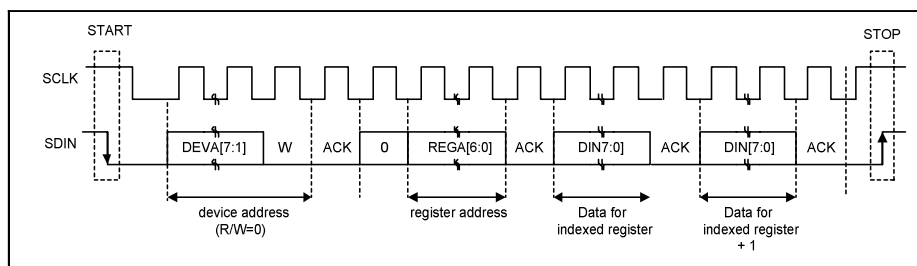 START
STOP
SCLK
SDIN
DEVA[7:1]
W
ACK
0
REGA[6:0]
ACK
DIN7:0]
ACK
DIN[7:0]
ACK
device address
(R/W=0)
register address
Data for
indexed register
Data for
indexed register
+ 1